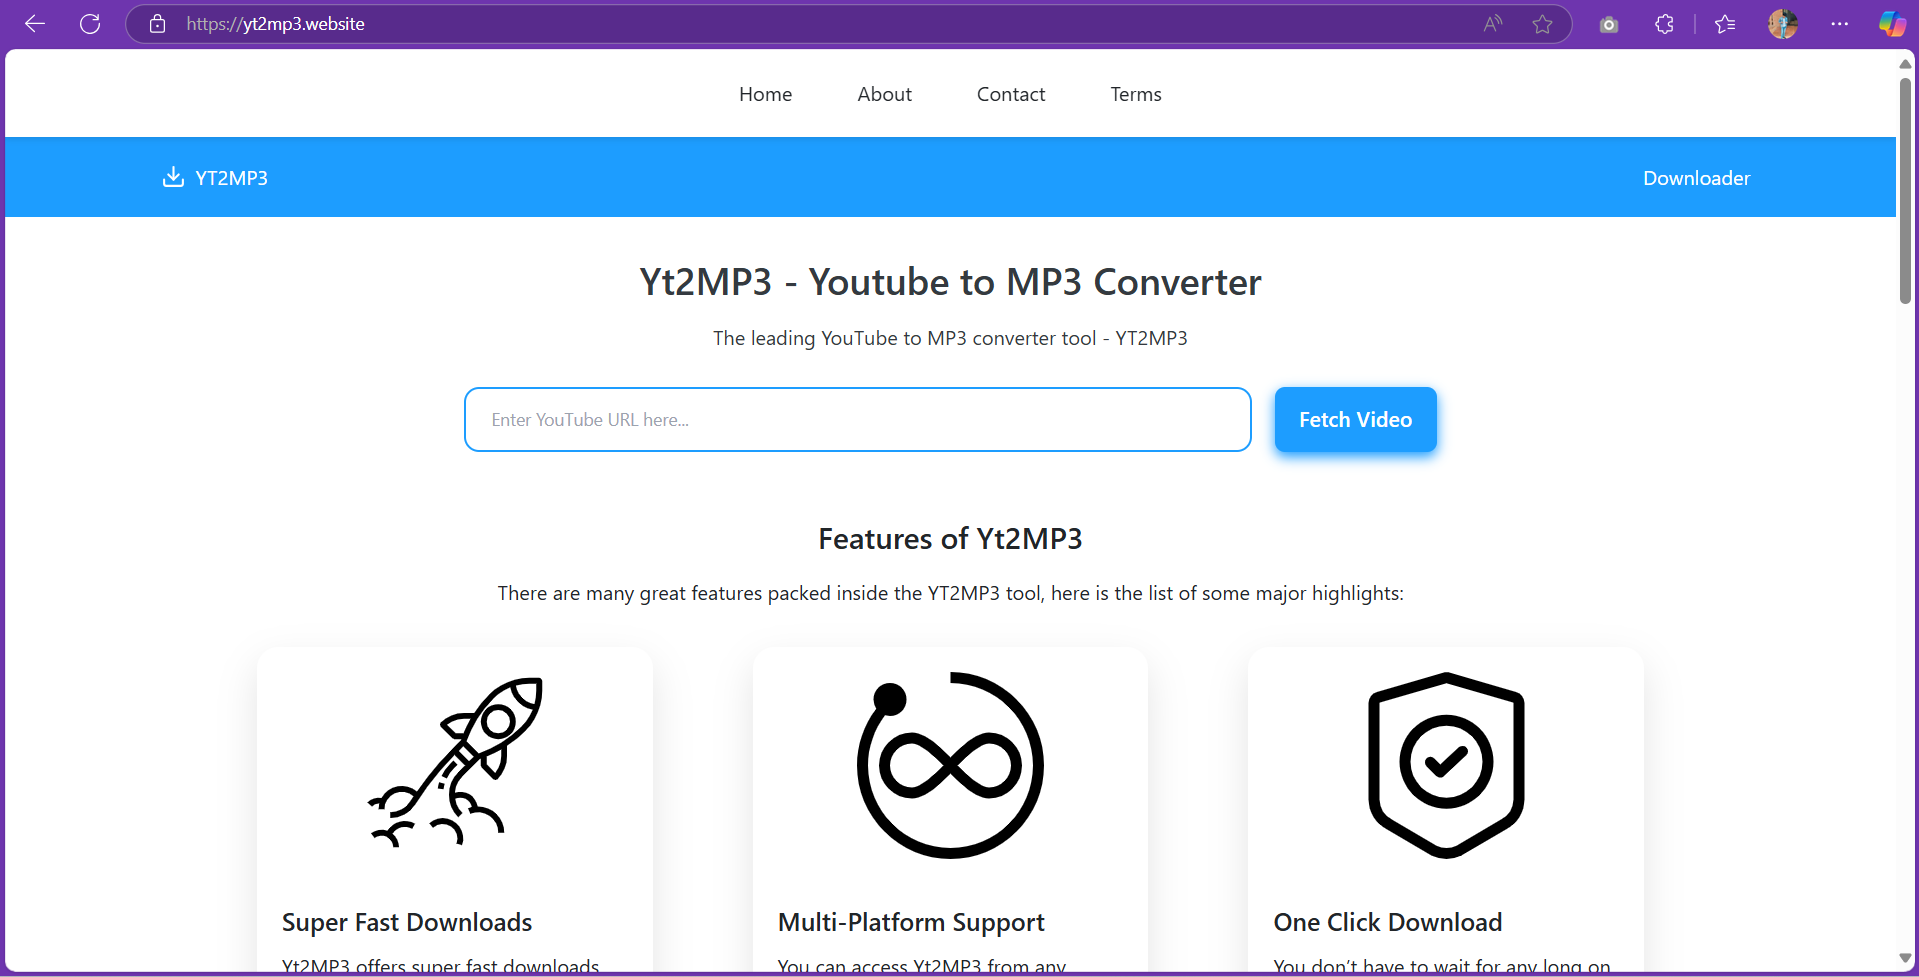 https://yt2mp3.website
Home
About
Contact
Terms
YT2MP3
Downloader
Yt2MP3 - Youtube to MP3 Converter
The leading YouTube to MP3 converter tool - YT2MP3
Enter YouTube URL here...
Fetch Video
Features of Yt2MP3
There are many great features packed inside the YT2MP3 tool, here is the list of some major highlights:
Super Fast Downloads
Yt2MP3 offers super fast downloads
Multi-Platform Support
You can access Yt2MP3 from any
One Click Download
You don’t have to wait for any long on